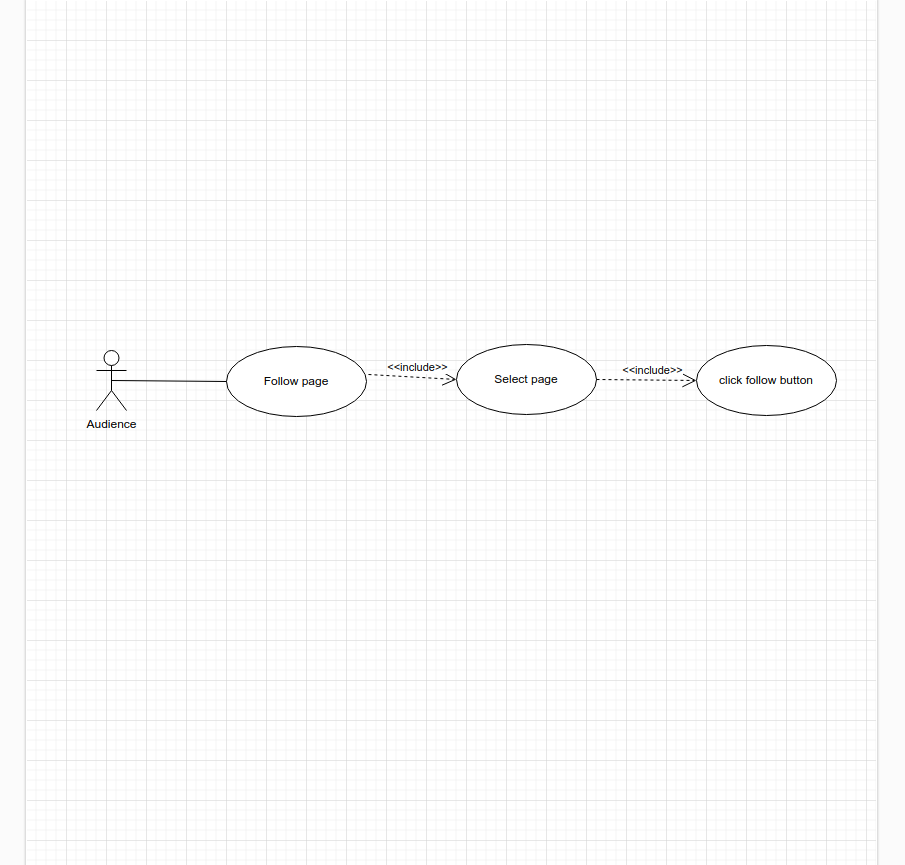 <<include>>
<<include>>
Follow page
Select page
click follow button
Audience